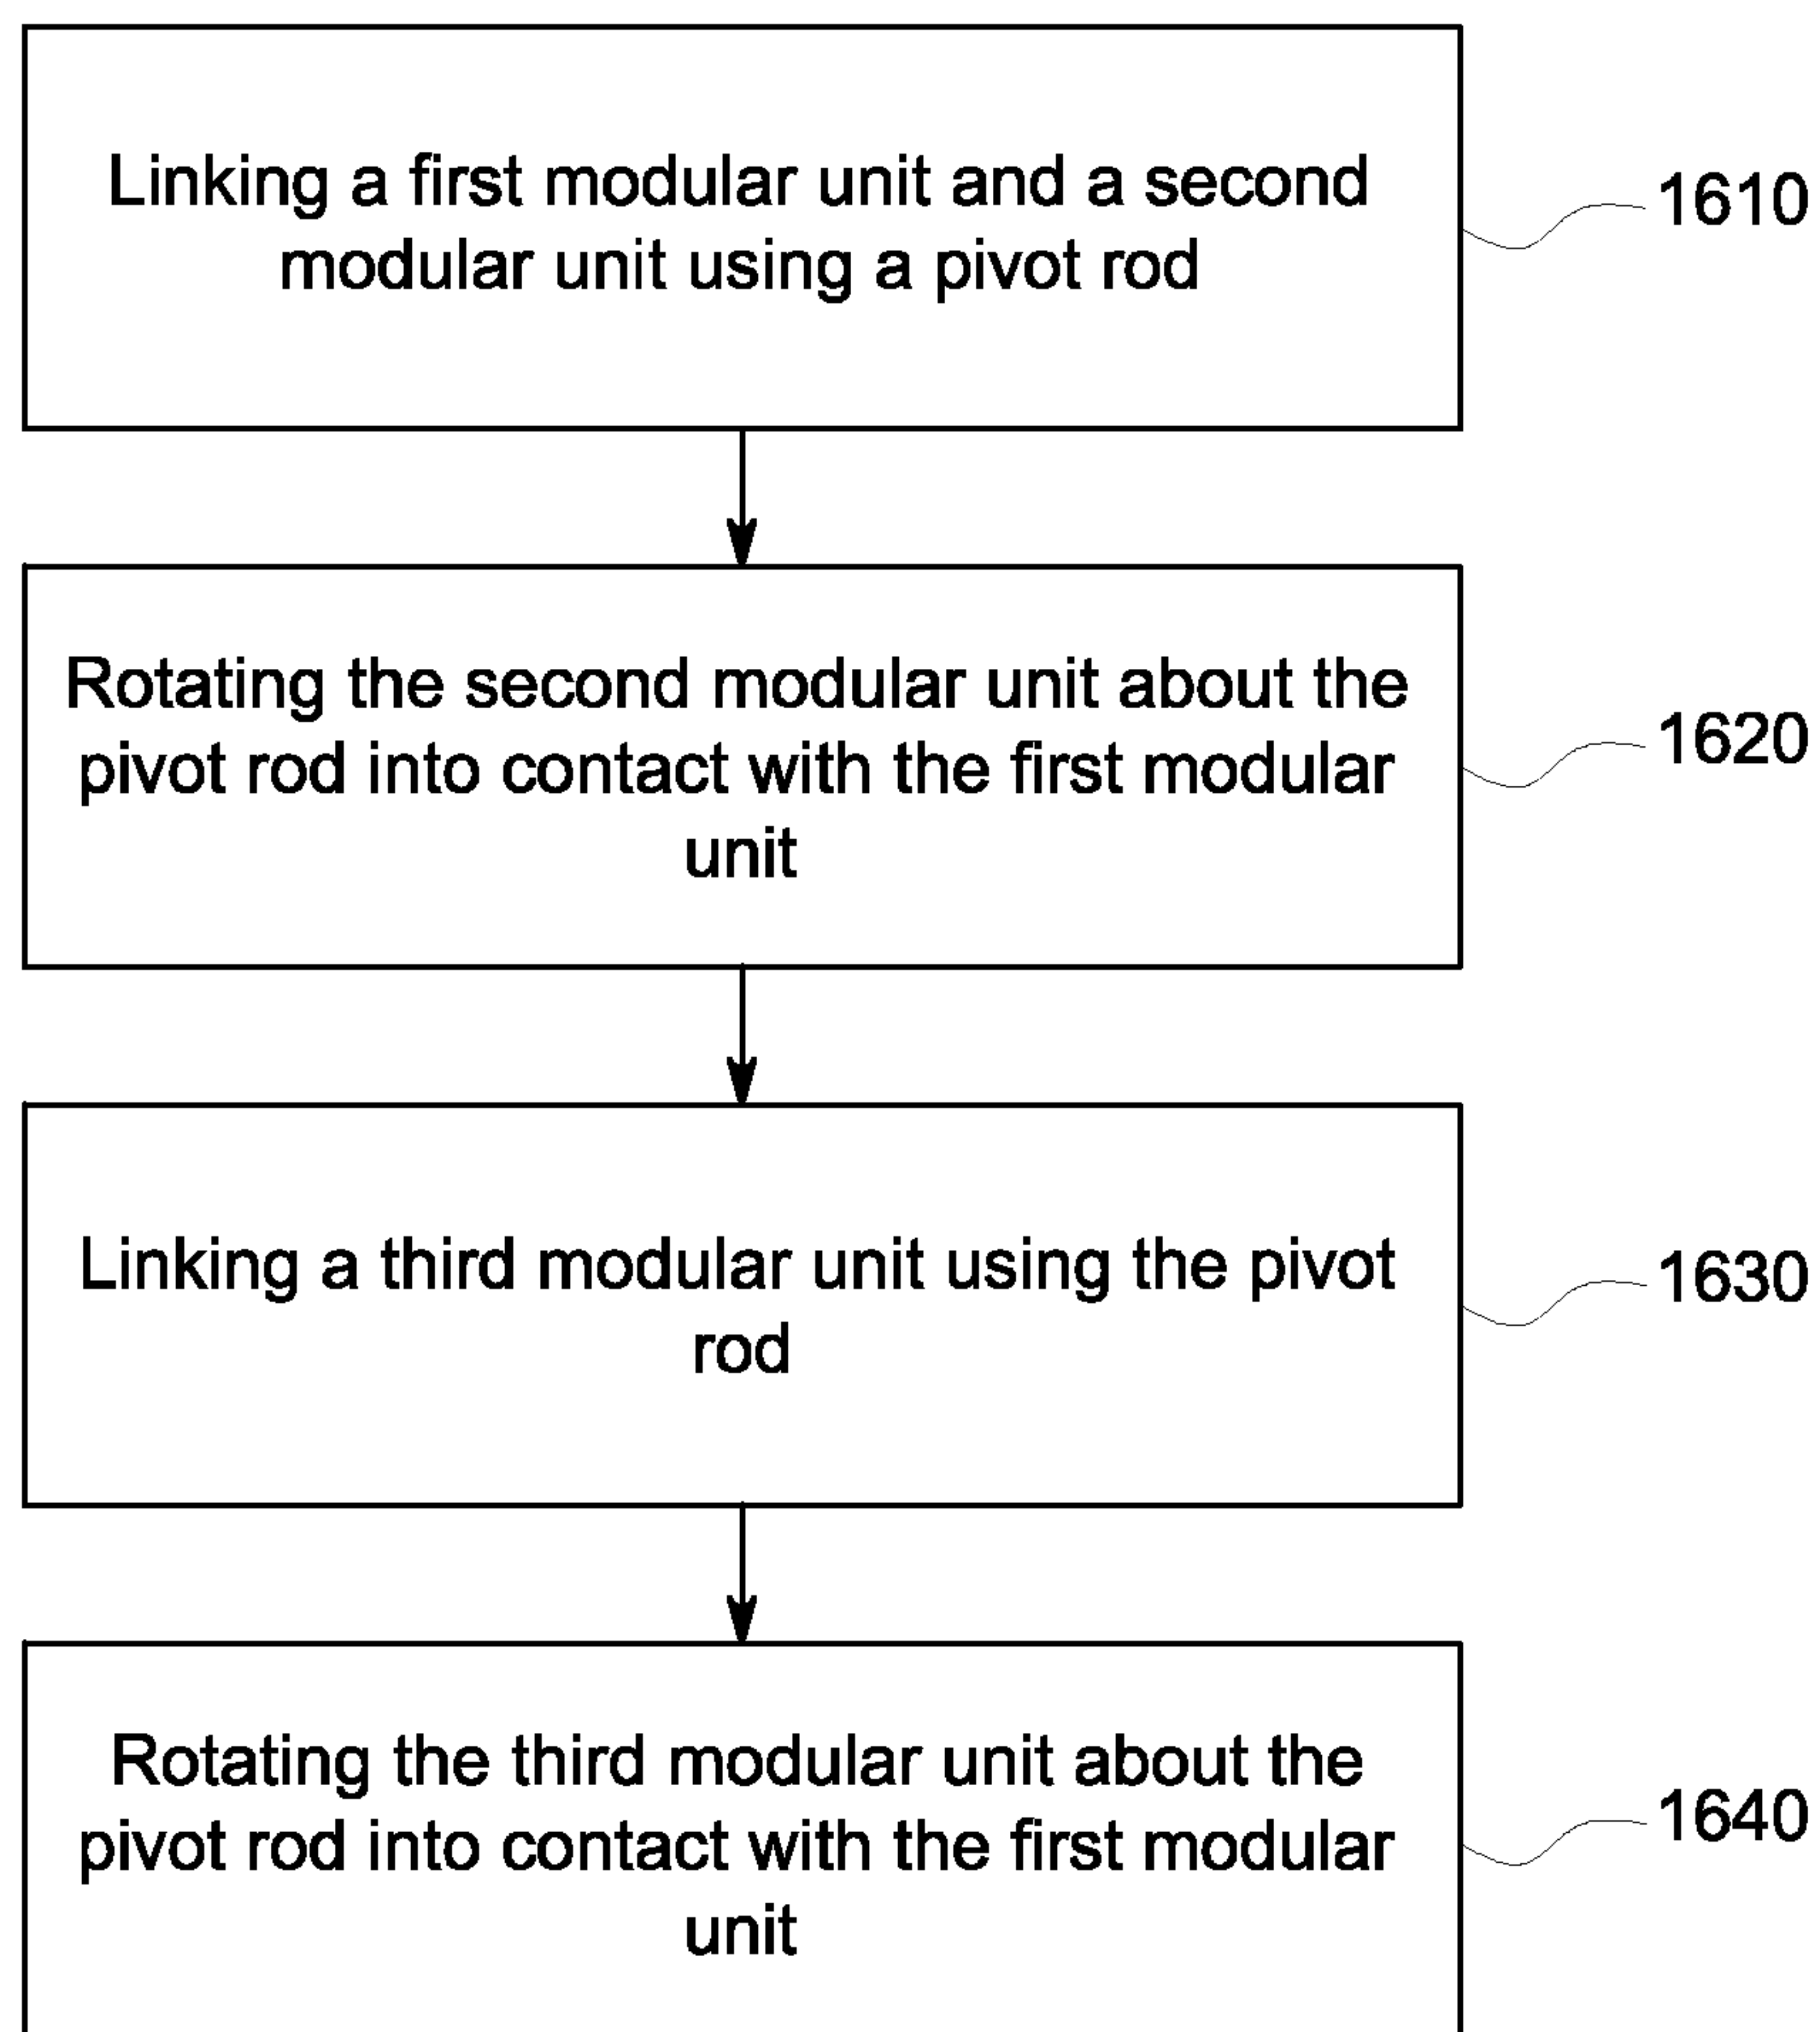 Linking a first modular unit and a second
modular unit using a pivot rod
1610
Rotating the second modular unit about the
pivot rod into contact with the first modular
unit
1620
Linking a third modular unit using the pivot
rod
1630
Rotating the third modular unit about the
pivot rod into contact with the first modular
unit
1640